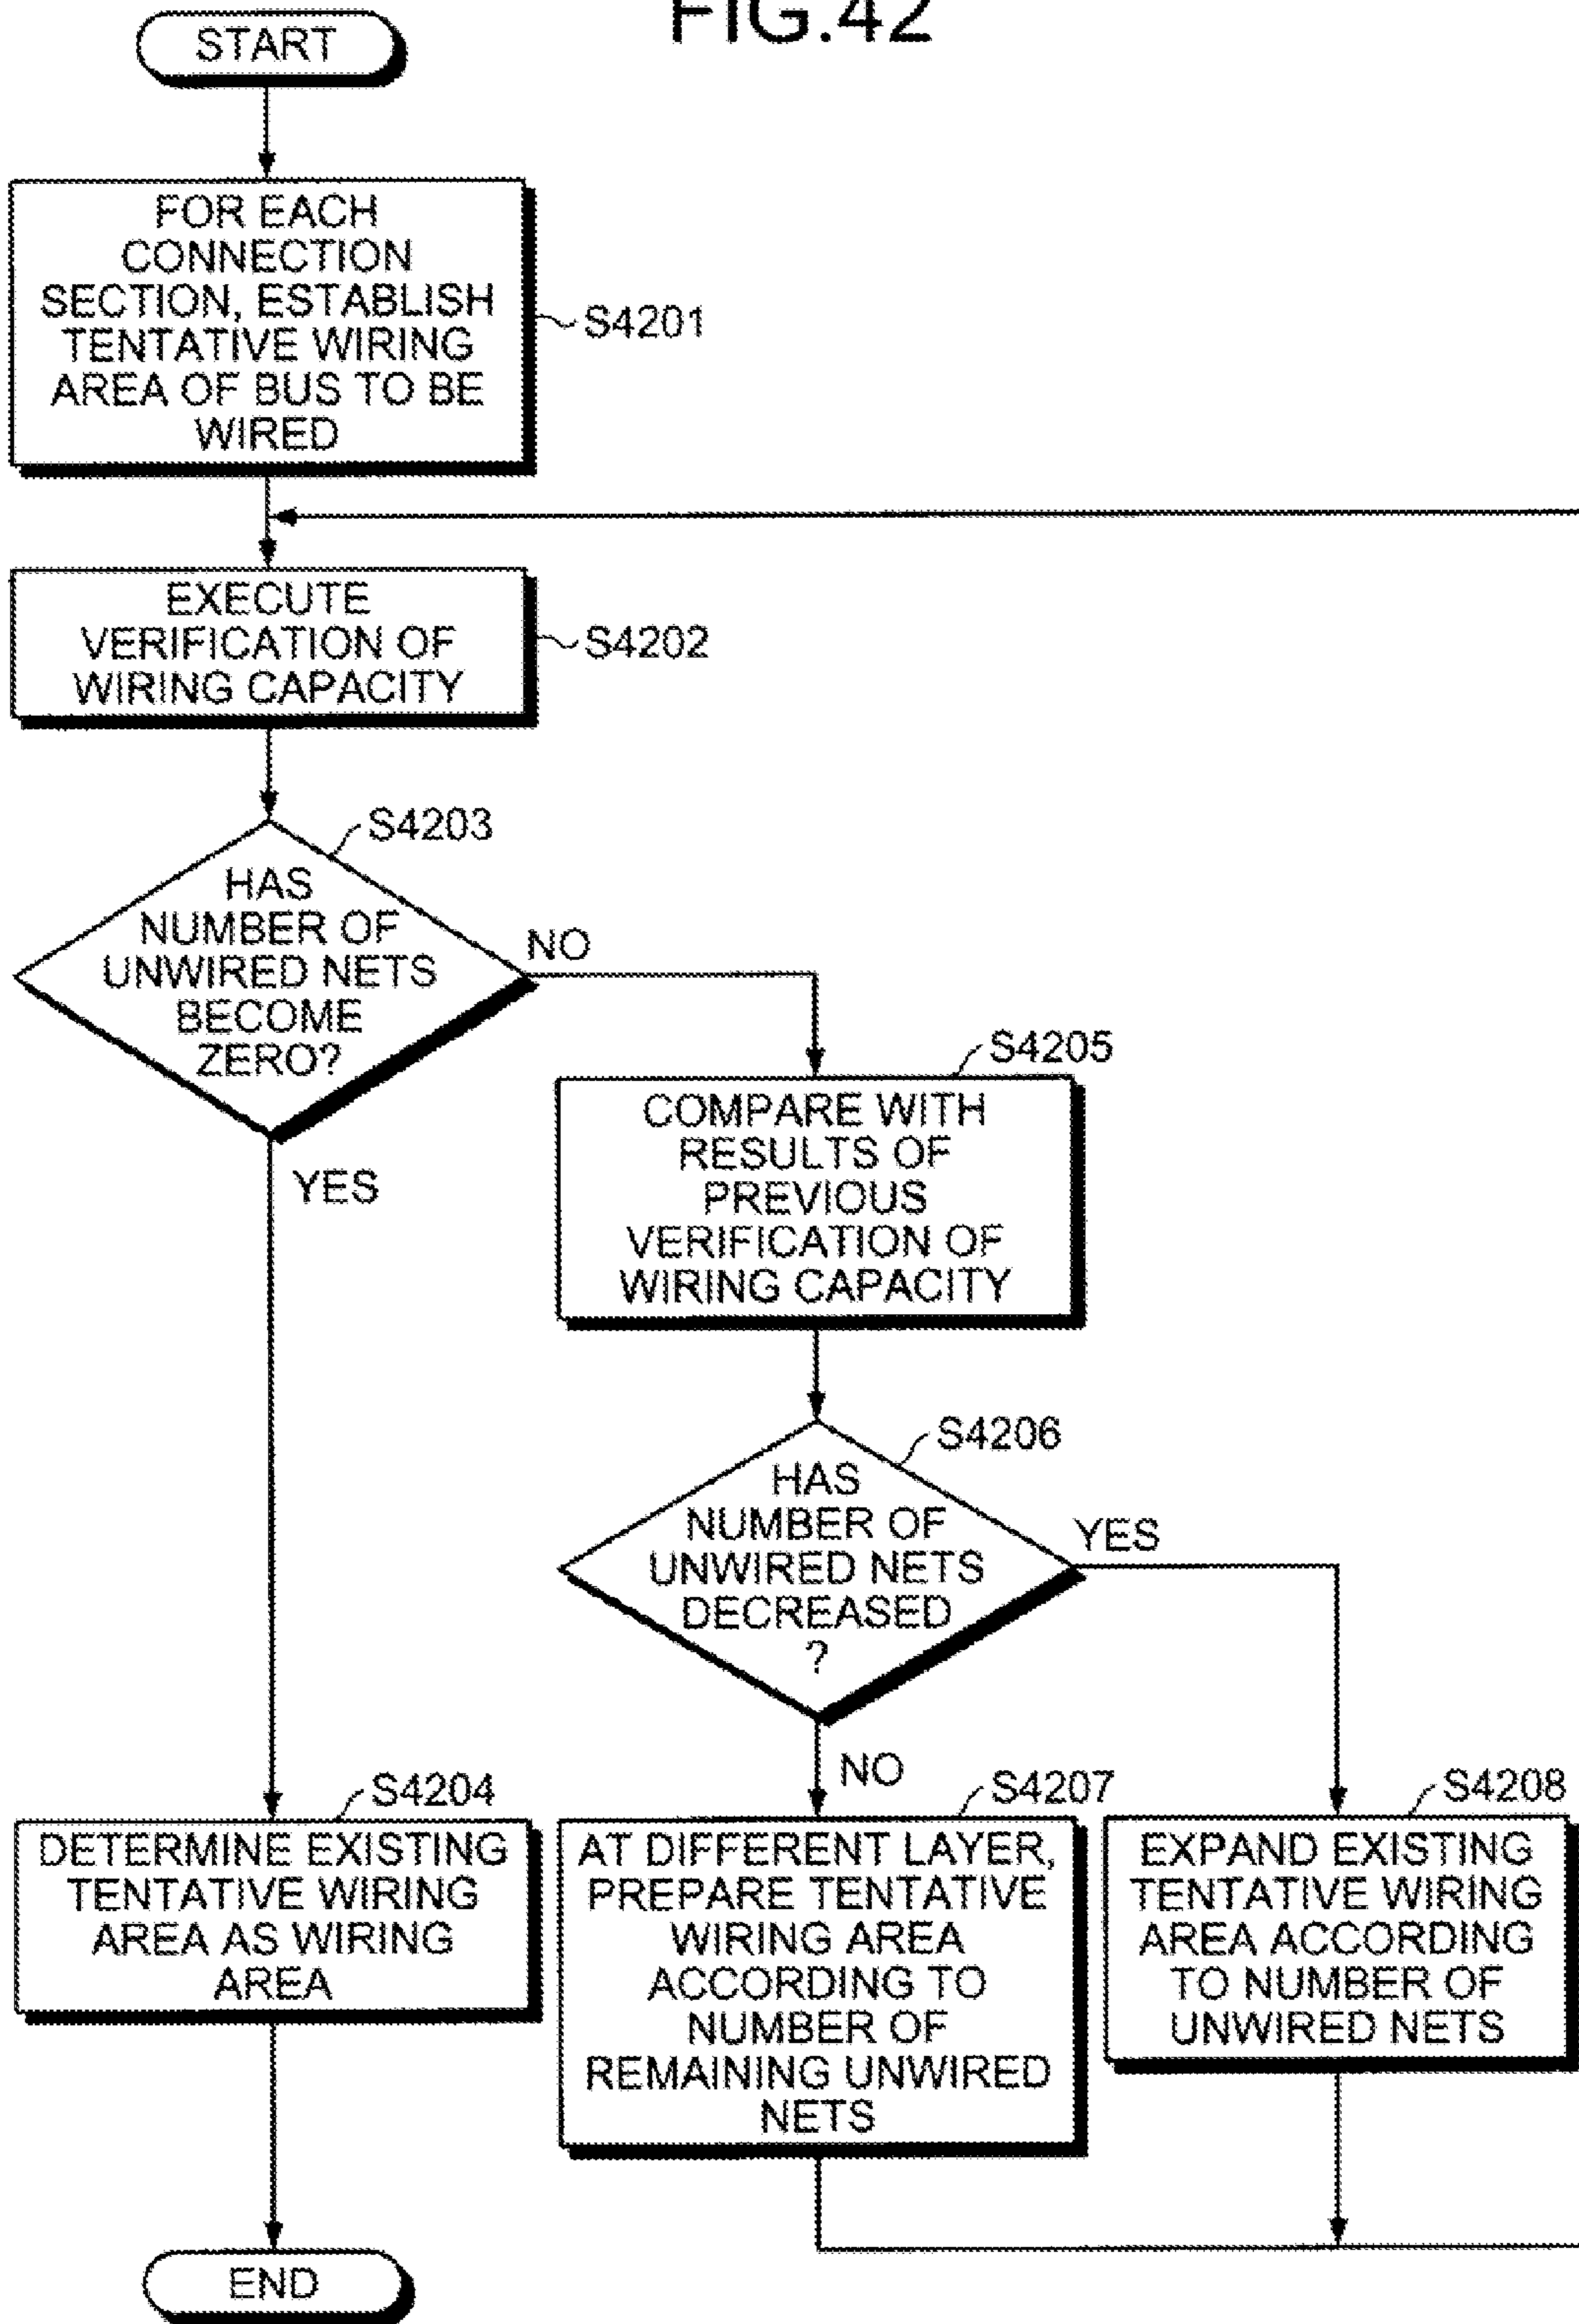 FIG.42
START
FOR EACH
CONNECTION
SECTION, ESTABLISH
TENTATIVE WIRING
AREA OF BUS TO BE
WIRED
S4201
EXECUTE
VERIFICATION OF
WIRING CAPACITY
S4202
S4203
HAS
NUMBER OF
UNWIRED NETS
BECOME
ZERO?
NO
YES
S4205
COMPARE WITH
RESULTS OF
PREVIOUS
VERIFICATION OF
WIRING CAPACITY
S4206
HAS
NUMBER OF
UNWIRED NETS
DECREASED
?
YES
NO
S4204
DETERMINE EXISTING
TENTATIVE WIRING
AREA AS WIRING
AREA
S4207
AT DIFFERENT LAYER,
PREPARE TENTATIVE
WIRING AREA
ACCORDING TO
NUMBER OF
REMAINING UNWIRED
NETS
S4208
EXPAND EXISTING
TENTATIVE WIRING
AREA ACCORDING
TO NUMBER OF
UNWIRED NETS
END